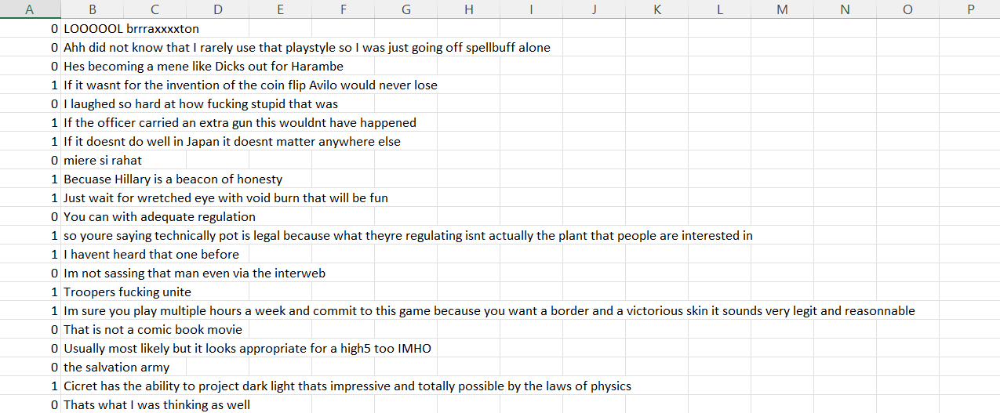 A B C D E F G H I J K L M N O P
0 LOOOOOL brrraxxxxton
0 Ahh did not know that I rarely use that playstyle so I was just going off spellbuff alone
0 Hes becoming a mene like Dicks out for Harambe
1 If it wasnt for the invention of the coin flip Avilo would never lose
0 I laughed so hard at how fucking stupid that was
1 If the officer carried an extra gun this wouldnt have happened
1 If it doesnt do well in Japan it doesnt matter anywhere else
0 miere si rahat
1 Becuase Hillary is a beacon of honesty
1 Just wait for wretched eye with void burn that will be fun
0 You can with adequate regulation
1 so youre saying technically pot is legal because what theyre regulating isnt actually the plant that people are interested in
1 I havent heard that one before
0 Im not sassing that man even via the interweb
1 Troopers fucking unite
1 Im sure you play multiple hours a week and commit to this game because you want a border and a victorious skin it sounds very legit and reasonnable
0 That is not a comic book movie
0 Usually most likely but it looks appropriate for a high5 too IMHO
0 the salvation army
1 Cicret has the ability to project dark light thats impressive and totally possible by the laws of physics
0 Thats what I was thinking as well